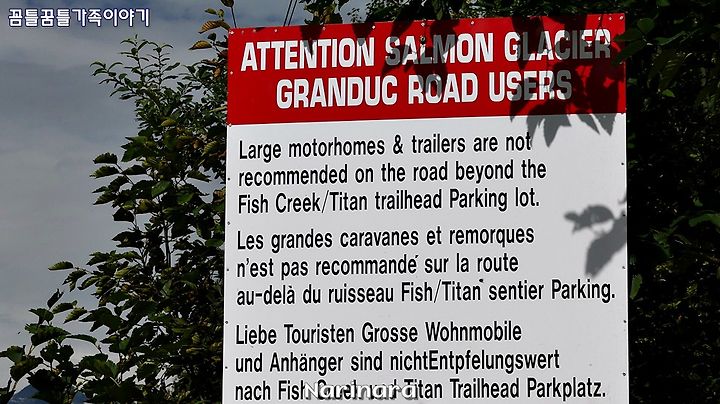 꿈틀꿈틀가족이야기
ATTENTION SALMON GLACIER
GRANDUC ROAD USERS
Large motorhomes & trailers are not
recommended on the road beyond the
Fish Creek/Titan trailhead Parking lot.
Les grandes caravanes et remorques
n'est pas recommandé sur la route
au-delà du ruisseau Fish/Titan sentier Parking.
Liebe Touristen Grosse Wohnmobile
und Anhänger sind nichtEntpfelungswert
nach Fish Titan Trailhead Parkplatz.
Narinara